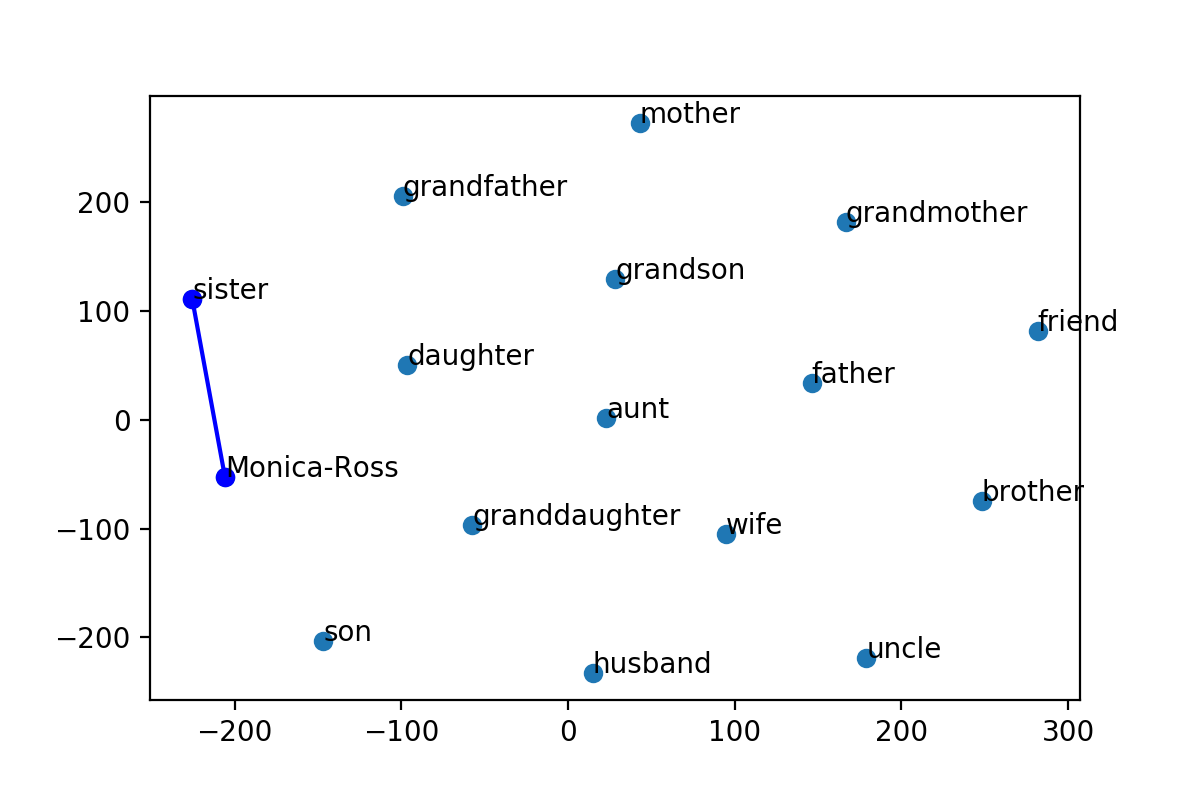 mother
grandfather
grandmother
200
grandson
sister
100
friend
daughter
father
aunt
0
Monica-Ross
brother
granddaughter
wife
−100
son
−200
husband
uncle
−200
−100
0
100
200
300